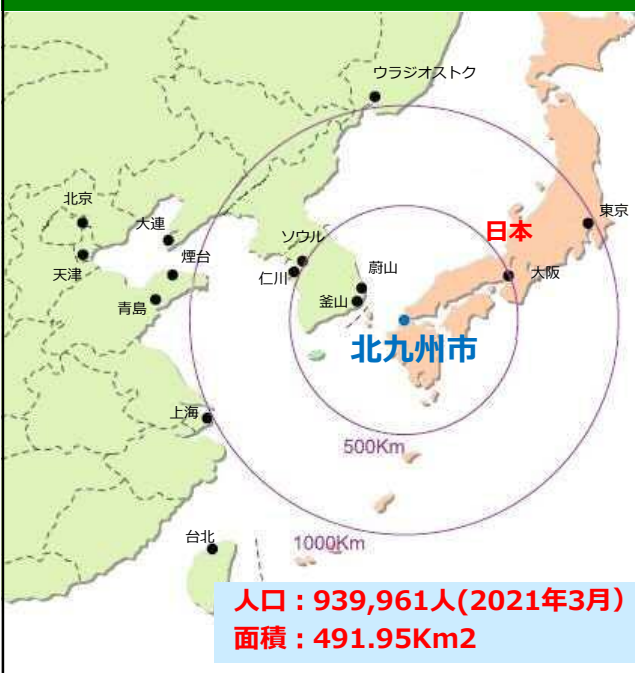 ウラジオストク
北京
大連
天津
煙台
青島
ソウル
仁川
蔚山
釜山
日本
東京
大阪
北九州市
上海
500Km
1000Km
台北
人口：939,961人(2021年3月）
面積：491.95Km2